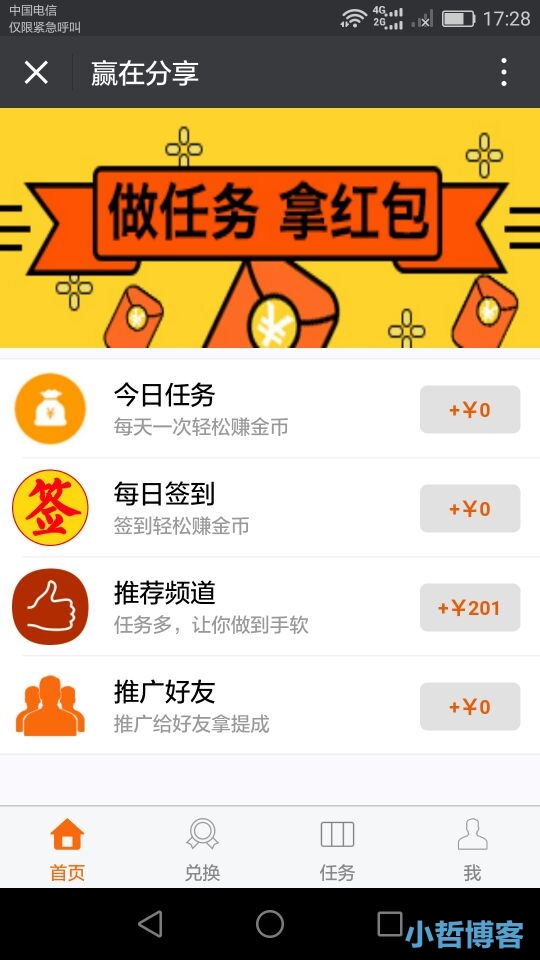 中国电信
仅限紧急呼叫
4G
2G
17:28
赢在分享
做任务 拿红包
今日任务
每天一次轻松赚金币
+¥0
签
每日签到
签到轻松赚金币
+¥0
推荐频道
任务多，让你做到手软
+¥201
推广好友
推广给好友拿提成
+¥0
首页
兑换
任务
我
小哲博客